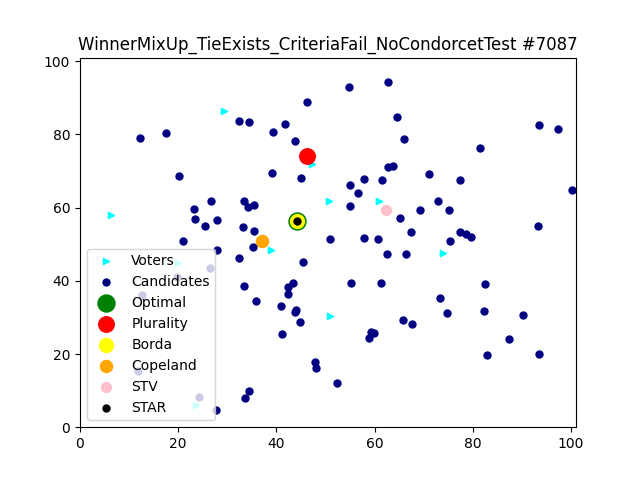 WinnerMixUp_TieExists_CriteriaFail_NoCondorcetTest #7087
100
80
60
40
20
0
0 20 40 60 80 100
Voters
Candidates
Optimal
Plurality
Borda
Copeland
STV
STAR